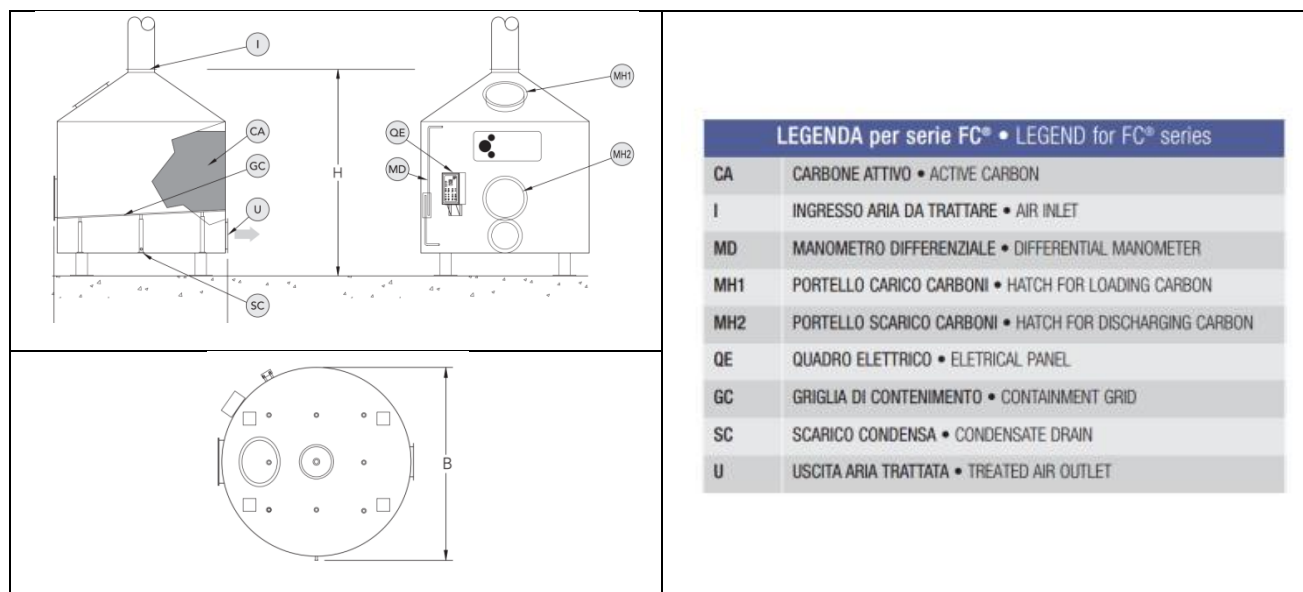 I
MH1
CA
QE
GC
H
MD
MH2
U
SC
B
LEGENDA per serie FC® • LEGEND for FC® series
CA CARBONE ATTIVO • ACTIVE CARBON
I INGRESSO ARIA DA TRATTARE • AIR INLET
MD MANOMETRO DIFFERENZIALE • DIFFERENTIAL MANOMETER
MH1 PORTELLO CARICO CARBONI • HATCH FOR LOADING CARBON
MH2 PORTELLO SCARICO CARBONI • HATCH FOR DISCHARGING CARBON
QE QUADRO ELETTRICO • ELETRICAL PANEL
GC GRIGLIA DI CONTENIMENTO • CONTAINMENT GRID
SC SCARICO CONDENSA • CONDENSATE DRAIN
U USCITA ARIA TRATTATA • TREATED AIR OUTLET